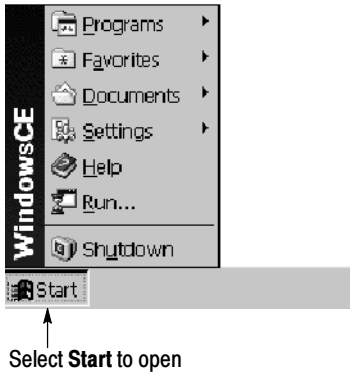 Programs
Favorites
Documents
Settings
Help
Run...
Shutdown
WindowsCE
Start
Select Start to open